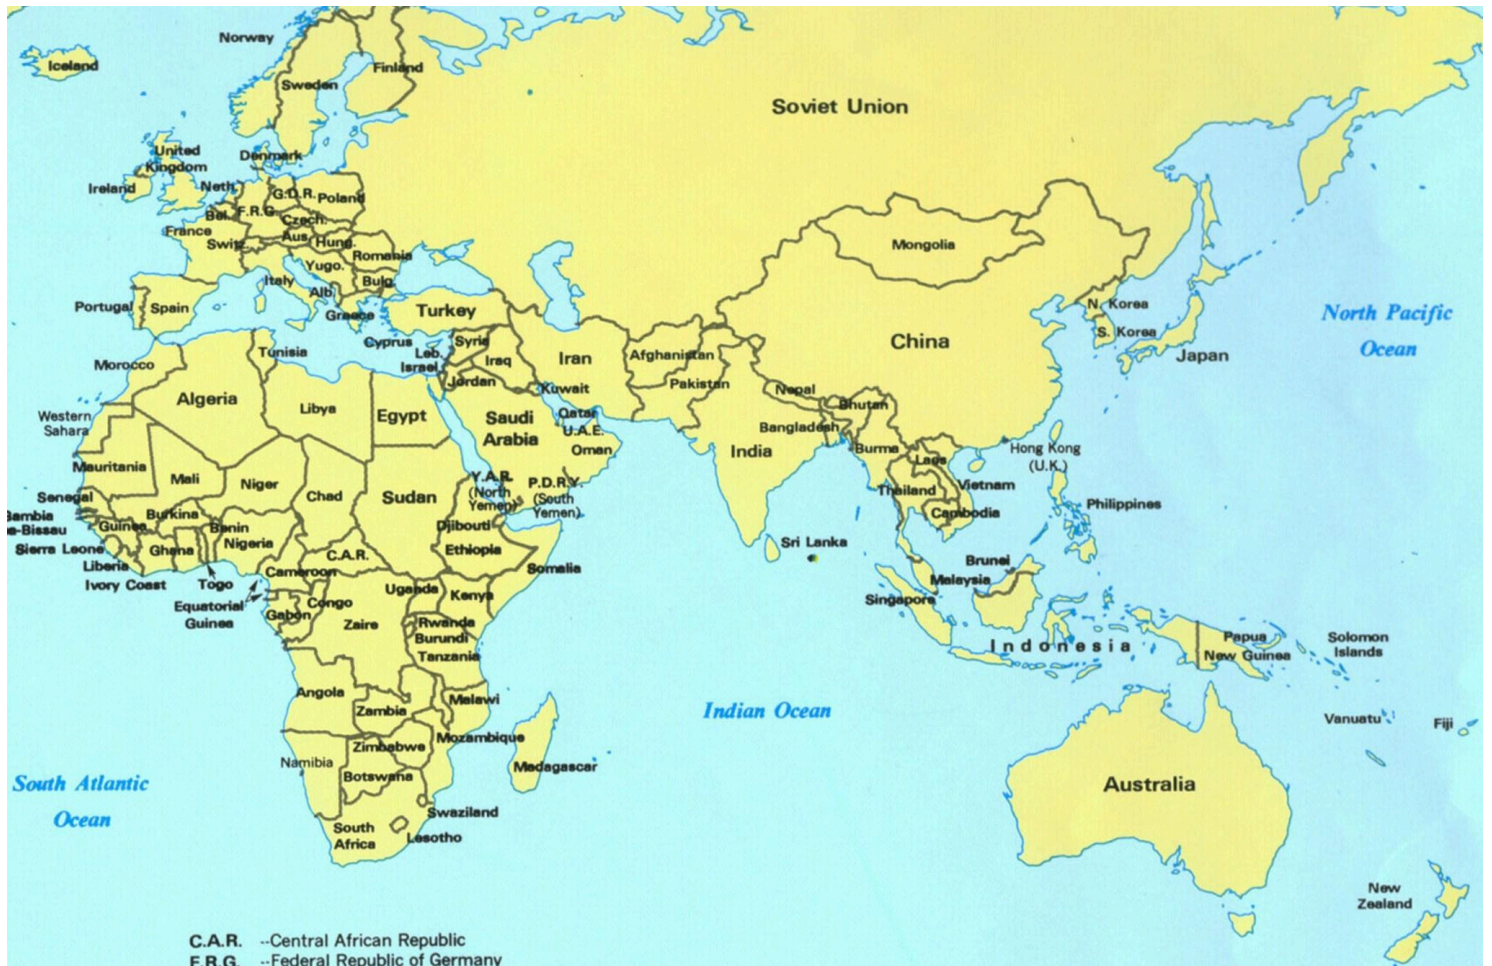 Norway
Iceland
Finland
Sweden
Soviet Union
United
Kingdom
Denmark
Ireland
Neth.
G.D.R.
Poland
Bel.
F.R.G.
Czech.
France
Switz.
Aus.
Hung.
Romania
Mongolia
Yugo.
Italy
Bulg.
Alb.
Portugal
Spain
Greece
Turkey
N. Korea
S. Korea
North Pacific
Ocean
Cyprus
Syria
China
Japan
Tunisia
Leb.
Iraq
Iran
Afghanistan
Morocco
Israel
Jordan
Kuwait
Pakistan
Nepal
Algeria
Libya
Egypt
Saudi
Arabia
Qatar
U.A.E.
Bhutan
Western
Sahara
Bangladesh
Oman
India
Burma
Laos
Hong Kong
(U.K.)
Mauritania
Mali
Niger
Chad
Sudan
Y.A.R.
(North
Yemen)
P.D.R.Y.
(South
Yemen)
Thailand
Vietnam
Senegal
Philippines
Cambodia
Gambia
e-Bissau
Guinea
Burkina
Benin
Djibouti
Nigeria
Sierra Leone
Ghana
C.A.R.
Ethiopia
Sri Lanka
Liberia
Ivory Coast
Togo
Cameroon
Somalia
Brunei
Malaysia
Equatorial
Guinea
Uganda
Kenya
Singapore
Gabon
Congo
Zaire
Rwanda
Burundi
Tanzania
Indonesia
Papua
New Guinea
Solomon
Islands
Angola
Zambia
Malawi
Indian Ocean
Vanuatu
Fiji
Mozambique
Zimbabwe
Namibia
Botswana
Madagascar
South Atlantic
Ocean
Australia
Swaziland
South
Africa
Lesotho
New
Zealand
C.A.R. --Central African Republic
F.R.G. --Federal Republic of Germany